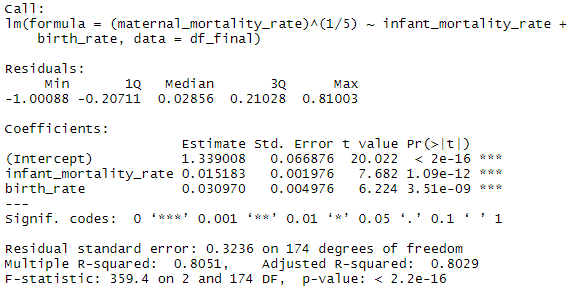 Call:
lm(formula = (maternal_mortality_rate)^(1/5) ~ infant_mortality_rate +
    birth_rate, data = df_final)
Residuals:
     Min       1Q   Median       3Q      Max
-1.00088 -0.20711  0.02856  0.21028  0.81003
Coefficients:
                      Estimate Std. Error t value Pr(>|t|)
(Intercept)           1.339008   0.066876  20.022  < 2e-16 ***
infant_mortality_rate 0.015183   0.001976   7.682 1.09e-12 ***
birth_rate            0.030970   0.004976   6.224 3.51e-09 ***
---
Signif. codes:  0 ‘***’ 0.001 ‘**’ 0.01 ‘*’ 0.05 ‘.’ 0.1 ‘ ’ 1
Residual standard error: 0.3236 on 174 degrees of freedom
Multiple R-squared:  0.8051,    Adjusted R-squared:  0.8029
F-statistic: 359.4 on 2 and 174 DF,  p-value: < 2.2e-16